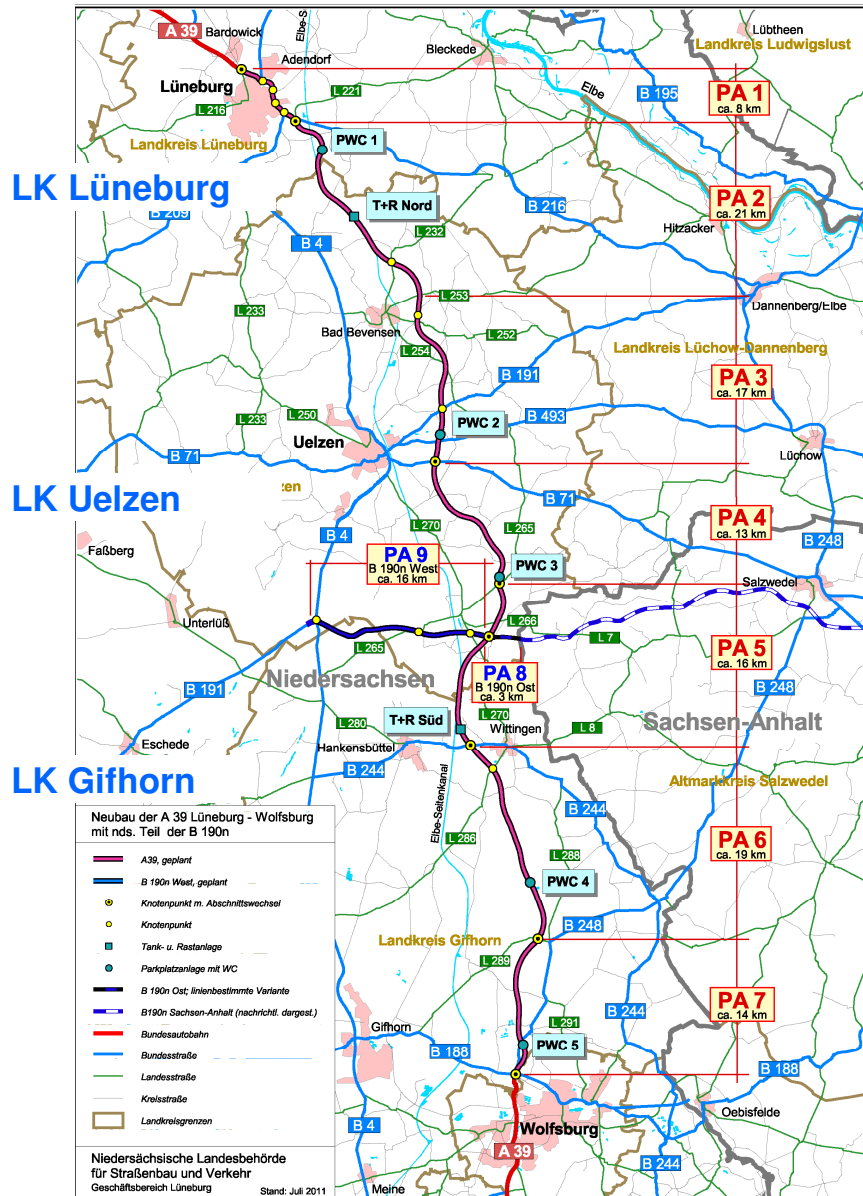 A 39
Bardowick
Elbe-S
Adendorf
Bleckede
Lübtheen
Landkreis Ludwigslust
Lüneburg
L 221
L 216
B 195
Elbe
PA 1
ca. 8 km
Landkreis Lüneburg
PWC 1
LK Lüneburg
B 209
T+R Nord
B 216
PA 2
ca. 21 km
Hitzacker
B 4
L 232
L 253
Dannenberg/Elbe
L 233
Bad Bevensen
L 252
L 254
Landkreis Lüchow-Dannenberg
B 191
PA 3
ca. 17 km
L 250
L 233
B 493
PWC 2
Uelzen
B 71
Lüchow
LK Uelzen
zen
B 71
L 270
L 265
PA 4
ca. 13 km
B 4
B 248
Faßberg
PA 9
B 190n West
ca. 16 km
PWC 3
Salzwedel
Unterlüß
L 266
L 7
L 265
PA 5
ca. 16 km
Niedersachsen
PA 8
B 190n Ost
ca. 3 km
B 191
B 248
L 280
T+R Süd
L 270
Wittingen
L 8
Sachsen-Anhalt
Eschede
Hankensbüttel
B 244
LK Gifhorn
Altmarkkreis Salzwedel
Elbe-Seitenkanal
B 244
L 286
L 288
PA 6
ca. 19 km
PWC 4
B 248
Landkreis Gifhorn
L 289
PA 7
ca. 14 km
Gifhorn
L 291
B 244
B 188
PWC 5
B 188
Oebisfelde
B 4
Wolfsburg
A 39
B 244
Meine
Neubau der A 39 Lüneburg - Wolfsburg
mit nds. Teil der B 190n
A39, geplant
B 190n West, geplant
Knotenpunkt m. Abschnittswechsel
Knotenpunkt
Tank- u. Rastanlage
Parkplatzanlage mit WC
B 190n Ost; linienbestimmte Variante
B190n Sachsen-Anhalt (nachrichtl. dargest.)
Bundesautobahn
Bundesstraße
Landesstraße
Kreisstraße
Landkreisgrenzen
Niedersächsische Landesbehörde
für Straßenbau und Verkehr
Geschäftsbereich Lüneburg
Stand: Juli 2011